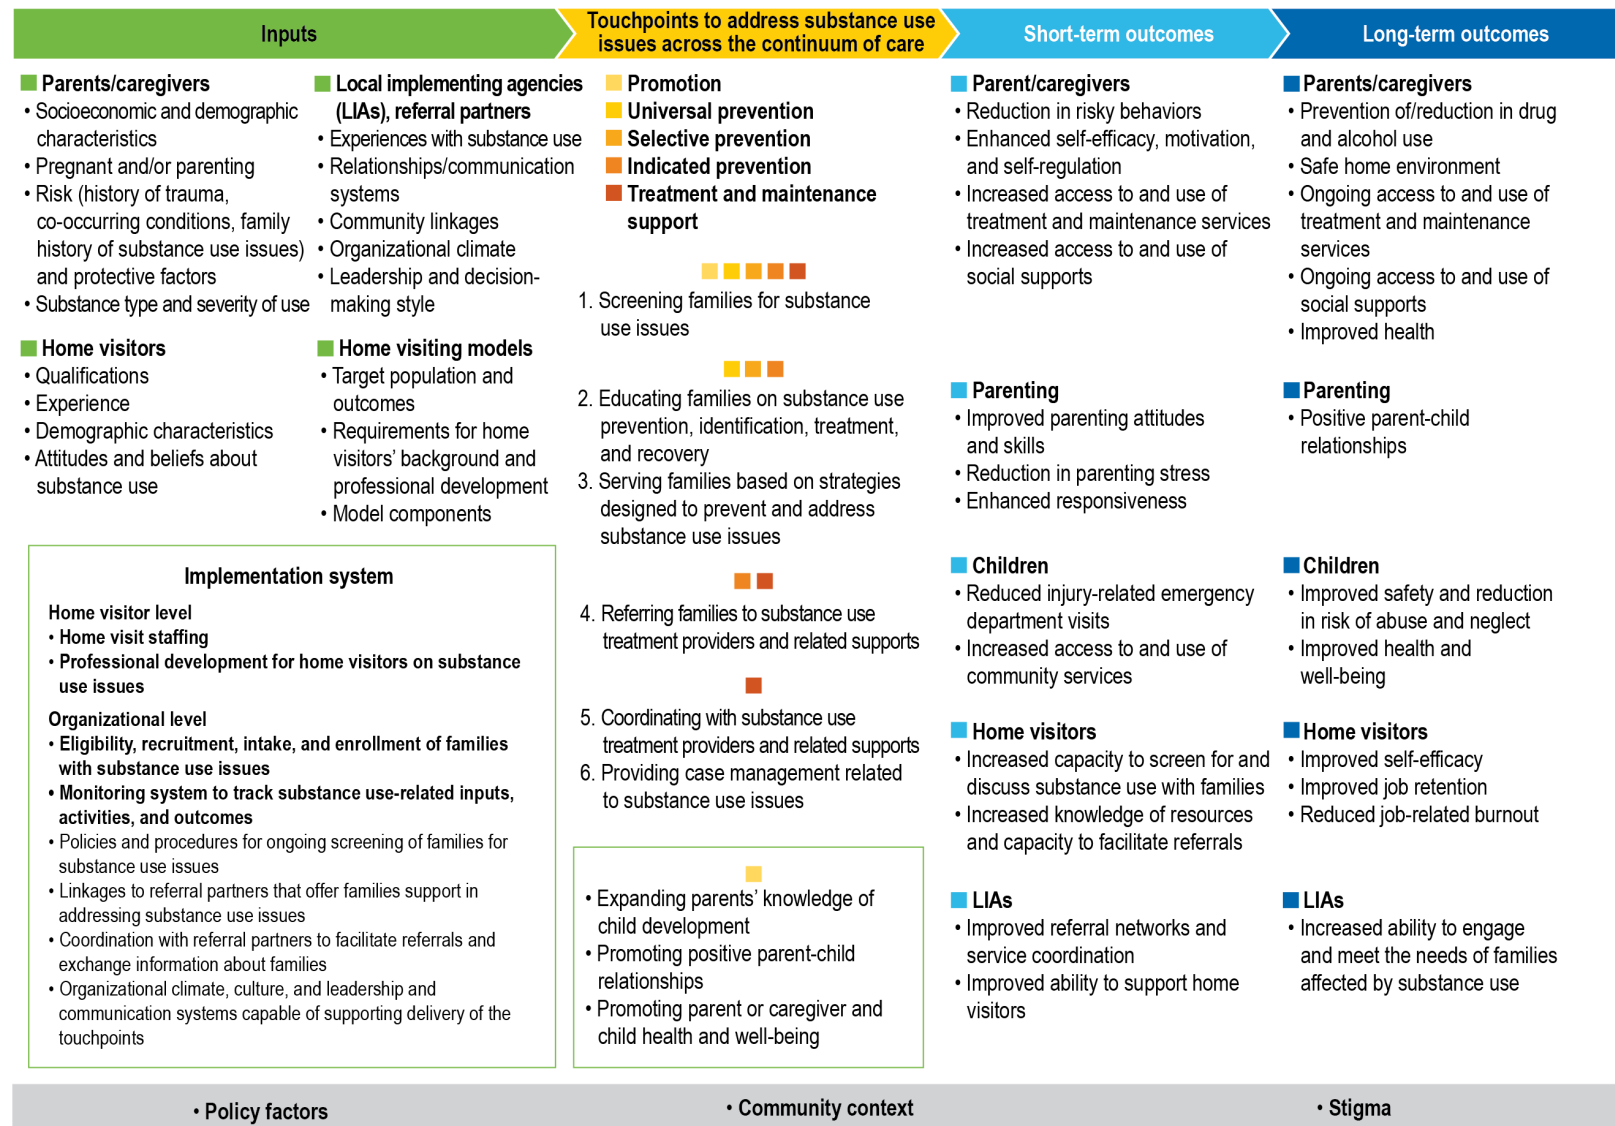 Inputs
Touchpoints to address substance use
issues across the continuum of care
Short-term outcomes
Long-term outcomes
Parents/caregivers
• Socioeconomic and demographic
characteristics
• Pregnant and/or parenting
• Risk (history of trauma,
co-occurring conditions, family
history of substance use issues)
and protective factors
• Substance type and severity of use
Local implementing agencies
(LIAs), referral partners
• Experiences with substance use
• Relationships/communication
systems
• Community linkages
• Organizational climate
• Leadership and decision-
making style
Home visitors
• Qualifications
• Experience
• Demographic characteristics
• Attitudes and beliefs about
substance use
Home visiting models
• Target population and
outcomes
• Requirements for home
visitors’ background and
professional development
• Model components
Implementation system
Home visitor level
• Home visit staffing
• Professional development for home visitors on substance
use issues
Organizational level
• Eligibility, recruitment, intake, and enrollment of families
with substance use issues
• Monitoring system to track substance use-related inputs,
activities, and outcomes
• Policies and procedures for ongoing screening of families for
substance use issues
• Linkages to referral partners that offer families support in
addressing substance use issues
• Coordination with referral partners to facilitate referrals and
exchange information about families
• Organizational climate, culture, and leadership and
communication systems capable of supporting delivery of the
touchpoints
Promotion
Universal prevention
Selective prevention
Indicated prevention
Treatment and maintenance
support
1. Screening families for substance
use issues
2. Educating families on substance use
prevention, identification, treatment,
and recovery
3. Serving families based on strategies
designed to prevent and address
substance use issues
4. Referring families to substance use
treatment providers and related supports
5. Coordinating with substance use
treatment providers and related supports
6. Providing case management related
to substance use issues
• Expanding parents’ knowledge of
child development
• Promoting positive parent-child
relationships
• Promoting parent or caregiver and
child health and well-being
Parent/caregivers
• Reduction in risky behaviors
• Enhanced self-efficacy, motivation,
and self-regulation
• Increased access to and use of
treatment and maintenance services
• Increased access to and use of
social supports
Parenting
• Improved parenting attitudes
and skills
• Reduction in parenting stress
• Enhanced responsiveness
Children
• Reduced injury-related emergency
department visits
• Increased access to and use of
community services
Home visitors
• Increased capacity to screen for and
discuss substance use with families
• Increased knowledge of resources
and capacity to facilitate referrals
LIAs
• Improved referral networks and
service coordination
• Improved ability to support home
visitors
Parents/caregivers
• Prevention of/reduction in drug
and alcohol use
• Safe home environment
• Ongoing access to and use of
treatment and maintenance
services
• Ongoing access to and use of
social supports
• Improved health
Parenting
• Positive parent-child
relationships
Children
• Improved safety and reduction
in risk of abuse and neglect
• Improved health and
well-being
Home visitors
• Improved self-efficacy
• Improved job retention
• Reduced job-related burnout
LIAs
• Increased ability to engage
and meet the needs of families
affected by substance use
• Policy factors
• Community context
• Stigma